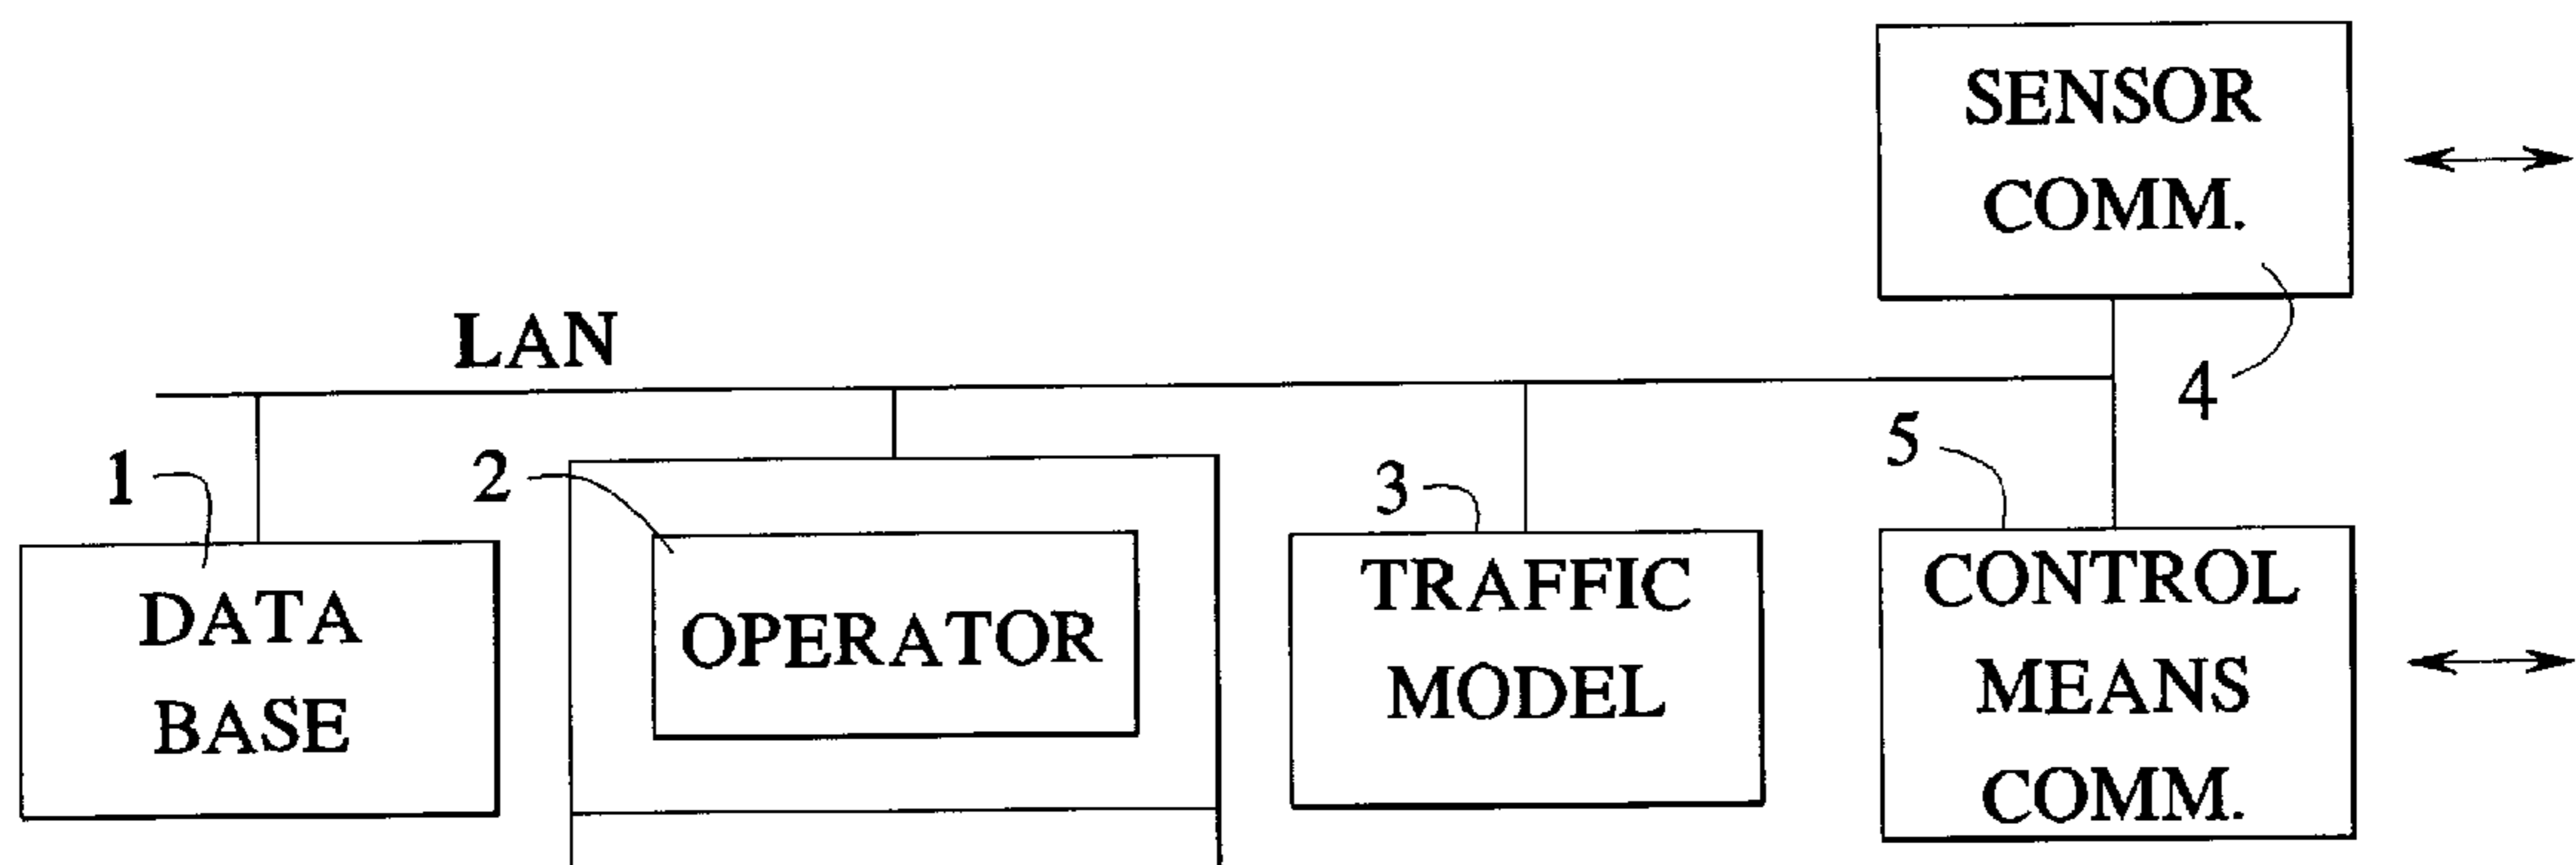 SENSOR
COMM.
4
LAN
1
2
3
5
DATA
BASE
OPERATOR
TRAFFIC
MODEL
CONTROL
MEANS
COMM.